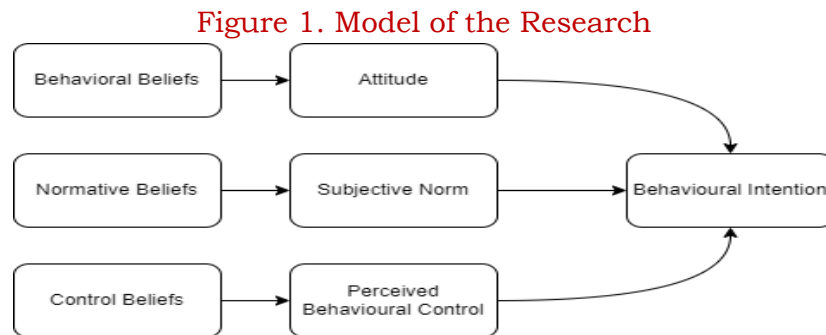 Figure 1. Model of the Research
Behavioral Beliefs
Attitude
Normative Beliefs
Subjective Norm
Behavioural Intention
Control Beliefs
Perceived
Behavioural Control